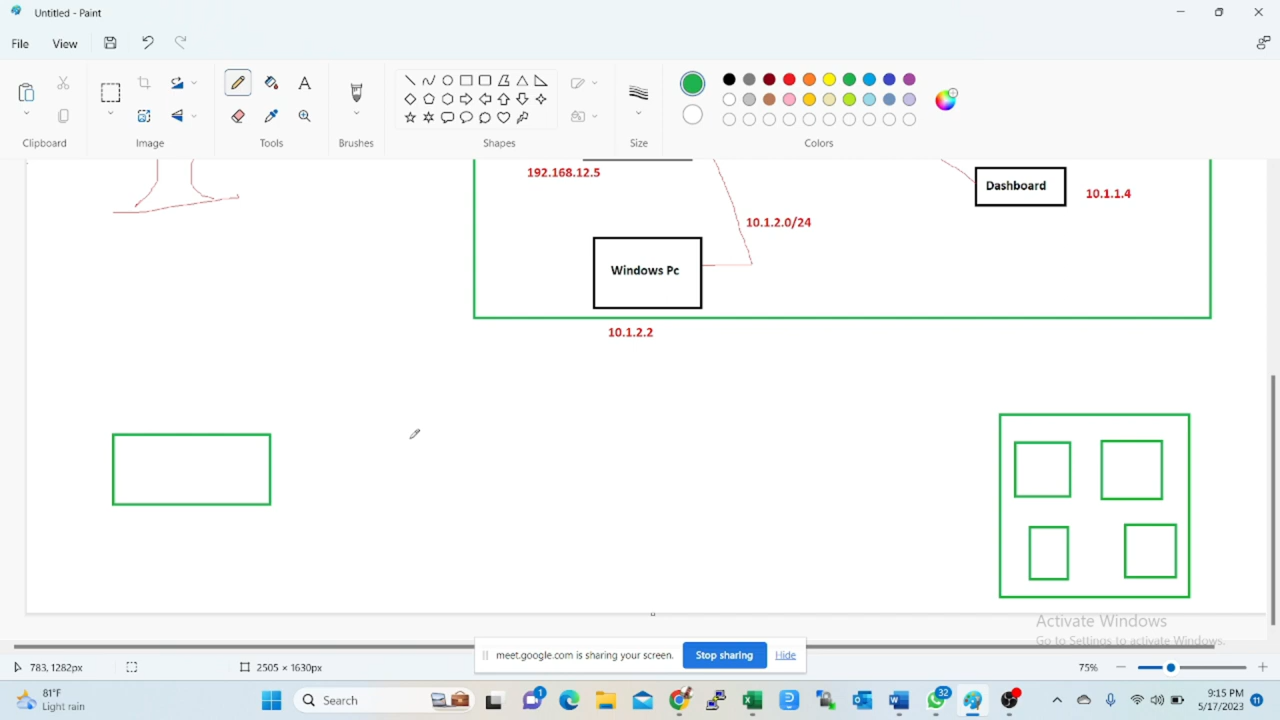 Untitled - Paint
File
View
Clipboard
Image
Tools
Brushes
Shapes
Size
Colors
192.168.12.5
Dashboard
10.1.1.4
10.1.2.0/24
Windows Pc
10.1.2.2
Activate Windows
Go to Settings to activate Windows.
meet.google.com is sharing your screen.
Stop sharing
Hide
783, 1282px
2505 × 1630px
75%
81°F
Light rain
Search
1
32
9:15 PM
5/17/2023
11